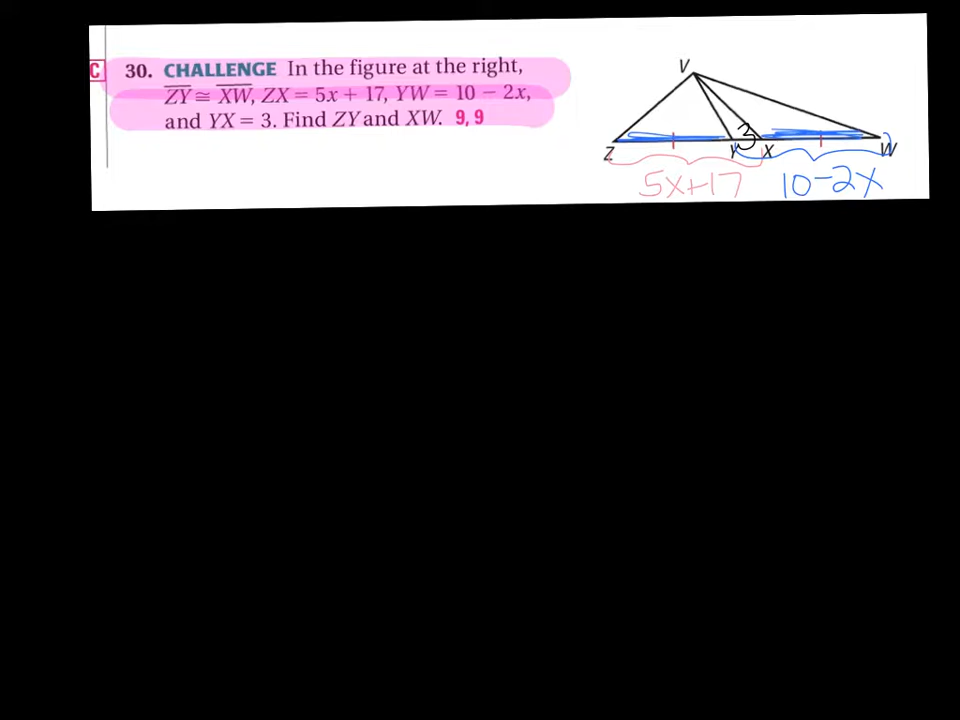 C
30. CHALLENGE In the figure at the right,
ZY ≅ XW, ZX = 5x + 17, YW = 10 − 2x,
and YX = 3. Find ZY and XW. 9, 9
V
3
Z Y X W
5x+17 10-2x